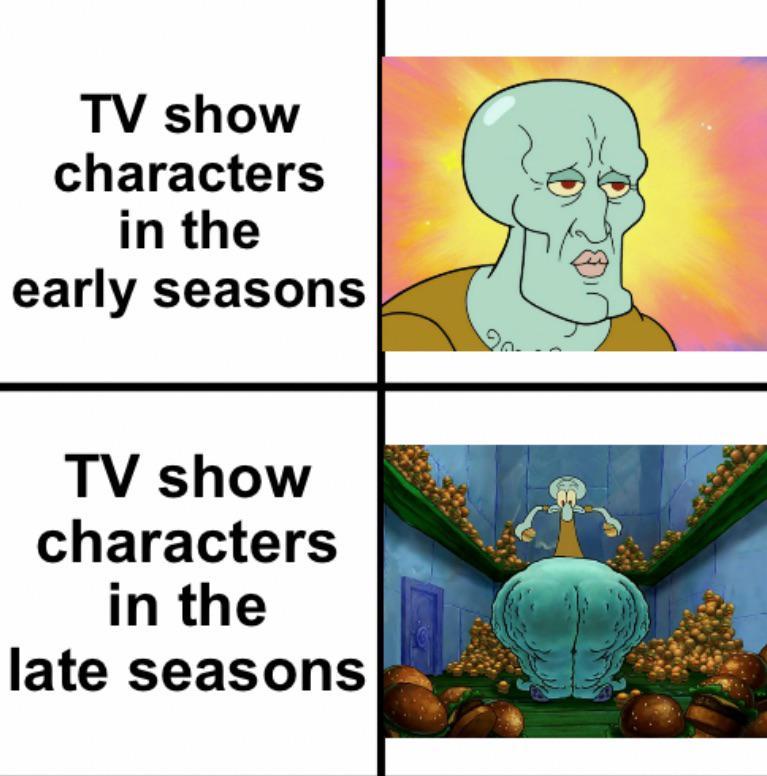 TV show
characters
in the
early seasons
TV show
characters
in the
late seasons